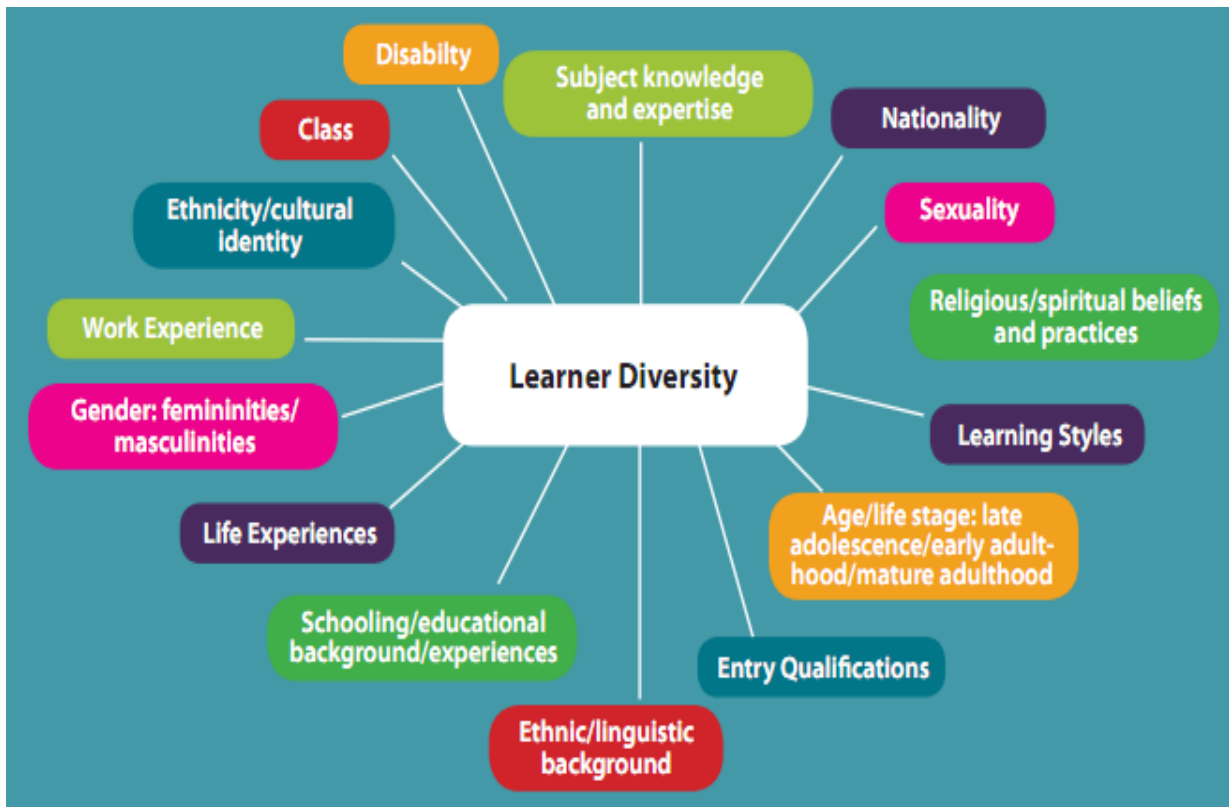 Disabilty
Subject knowledge
and expertise
Nationality
Class
Sexuality
Ethnicity/cultural
identity
Religious/spiritual beliefs
and practices
Work Experience
Learner Diversity
Gender: femininities/
masculinities
Learning Styles
Life Experiences
Age/life stage: late
adolescence/early adult-
hood/mature adulthood
Schooling/educational
background/experiences
Entry Qualifications
Ethnic/linguistic
background